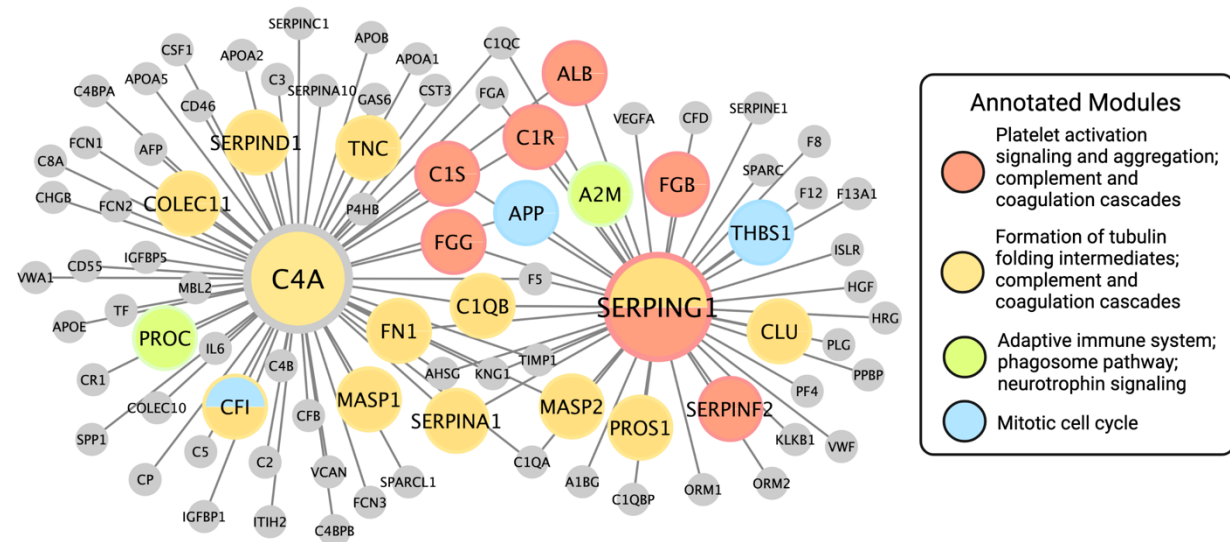 SERPINC1
CSF1
APOA2
APOB
C1QC
APOA1
ALB
C4BPA
APOA5
C3
SERPINA10
CST3
GAS6
FGA
CD46
VEGFA
CFD
SERPINE1
FCN1
AFP
SERPIND1
TNC
C1R
F8
C8A
C1S
A2M
FGB
SPARC
F12
F13A1
CHGB
FCN2
COLEC11
P4HB
APP
THBS1
FGG
ISLR
VWA1
CD55
IGFBP5
MBL2
C4A
F5
HGF
SERPING1
HRG
APOE
TF
PROC
IL6
FN1
C1QB
CLU
PLG
PPBP
CR1
C4B
AHSG
KNG1
TIMP1
PF4
COLEC10
CFI
CFB
MASP1
SERPINA1
MASP2
PROS1
SERPINF2
KLKB1
VWF
SPP1
C5
C2
VCAN
SPARCL1
C1QA
CP
FCN3
A1BG
C1QBP
ORM1
ORM2
IGFBP1
ITIH2
C4BPB
Annotated Modules
Platelet activation
signaling and aggregation;
complement and
coagulation cascades
Formation of tubulin
folding intermediates;
complement and
coagulation cascades
Adaptive immune system;
phagosome pathway;
neurotrophin signaling
Mitotic cell cycle